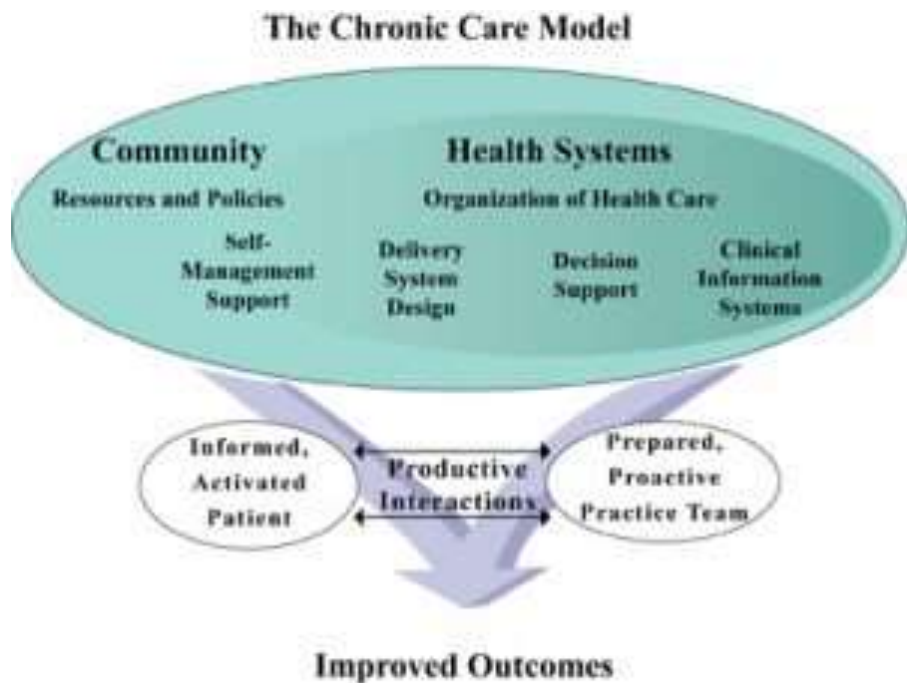 The Chronic Care Model
Community
Resources and Policies
Health Systems
Organization of Health Care
Self-
Management
Support
Delivery
System
Design
Decision
Support
Clinical
Information
Systems
Informed,
Activated
Patient
Productive
Interactions
Prepared,
Proactive
Practice Team
Improved Outcomes